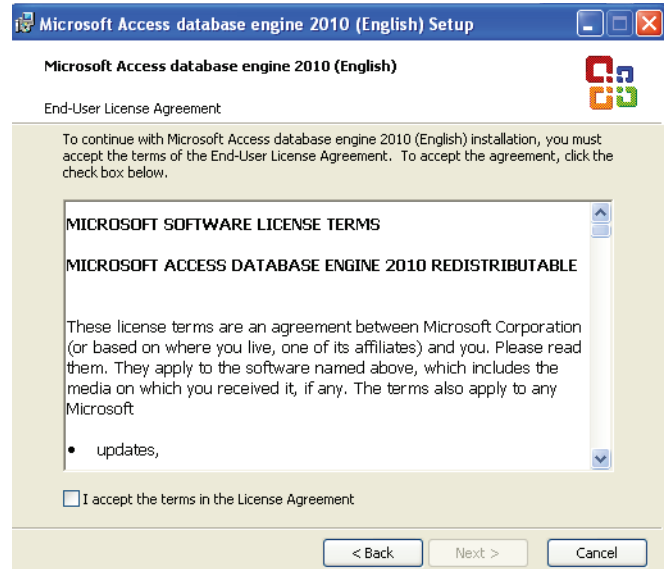 Microsoft Access database engine 2010 (English) Setup
Microsoft Access database engine 2010 (English)
End-User License Agreement
To continue with Microsoft Access database engine 2010 (English) installation, you must
accept the terms of the End-User License Agreement. To accept the agreement, click the
check box below.
MICROSOFT SOFTWARE LICENSE TERMS
MICROSOFT ACCESS DATABASE ENGINE 2010 REDISTRIBUTABLE
These license terms are an agreement between Microsoft Corporation
(or based on where you live, one of its affiliates) and you. Please read
them. They apply to the software named above, which includes the
media on which you received it, if any. The terms also apply to any
Microsoft
• updates,
I accept the terms in the License Agreement
< Back Next > Cancel